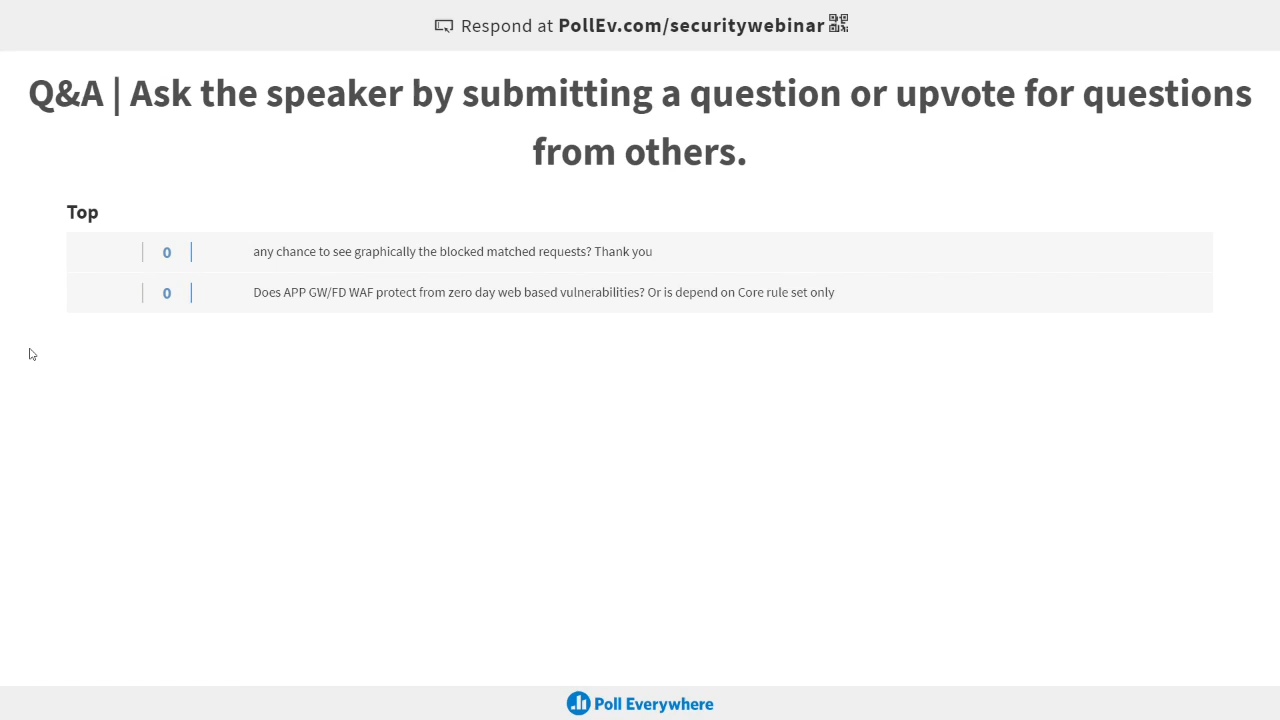 Respond at PollEv.com/securitywebinar
Q&A | Ask the speaker by submitting a question or upvote for questions
from others.
Top
0 any chance to see graphically the blocked matched requests? Thank you
0 Does APP GW/FD WAF protect from zero day web based vulnerabilities? Or is depend on Core rule set only
Poll Everywhere